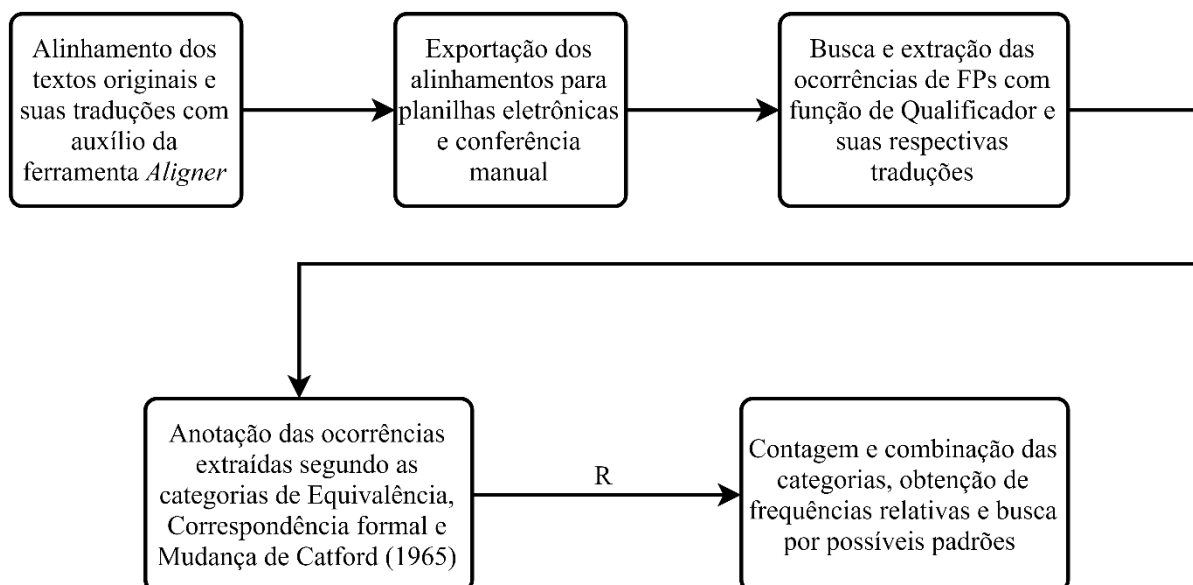 Alinhamento dos
textos originais e
suas traduções com
auxílio da
ferramenta Aligner
Exportação dos
alinhamentos para
planilhas eletrônicas
e conferência
manual
Busca e extração das
ocorrências de FPs com
função de Qualificador e
suas respectivas
traduções
Anotação das ocorrências
extraídas segundo as
categorias de Equivalência,
Correspondência formal e
Mudança de Catford (1965)
R
Contagem e combinação das
categorias, obtenção de
frequências relativas e busca
por possíveis padrões